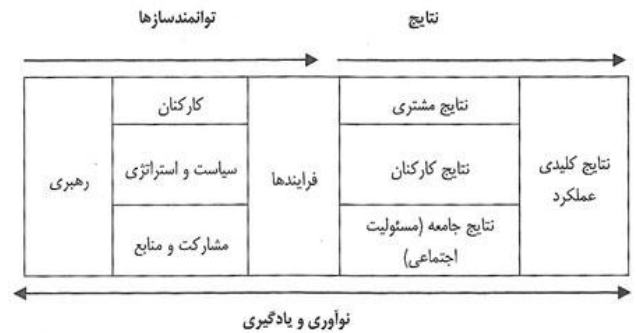 توانمندسازها
نتایج
رهبری
کارکنان
سیاست و استراتژی
مشارکت و منابع
فرایندها
نتایج مشتری
نتایج کارکنان
نتایج جامعه (مسئولیت
اجتماعی)
نتایج کلیدی
عملکرد
نوآوری و یادگیری